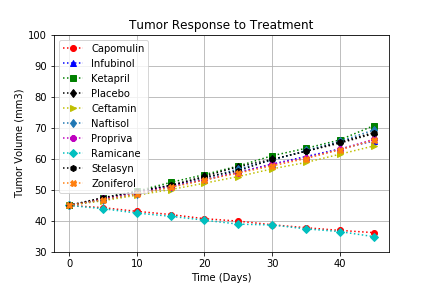 Tumor Response to Treatment
100
90
80
70
60
50
40
30
Tumor Volume (mm3)
Capomulin
Infubinol
Ketapril
Placebo
Ceftamin
Naftisol
Propriva
Ramicane
Stelasyn
Zoniferol
0
10
20
30
40
Time (Days)